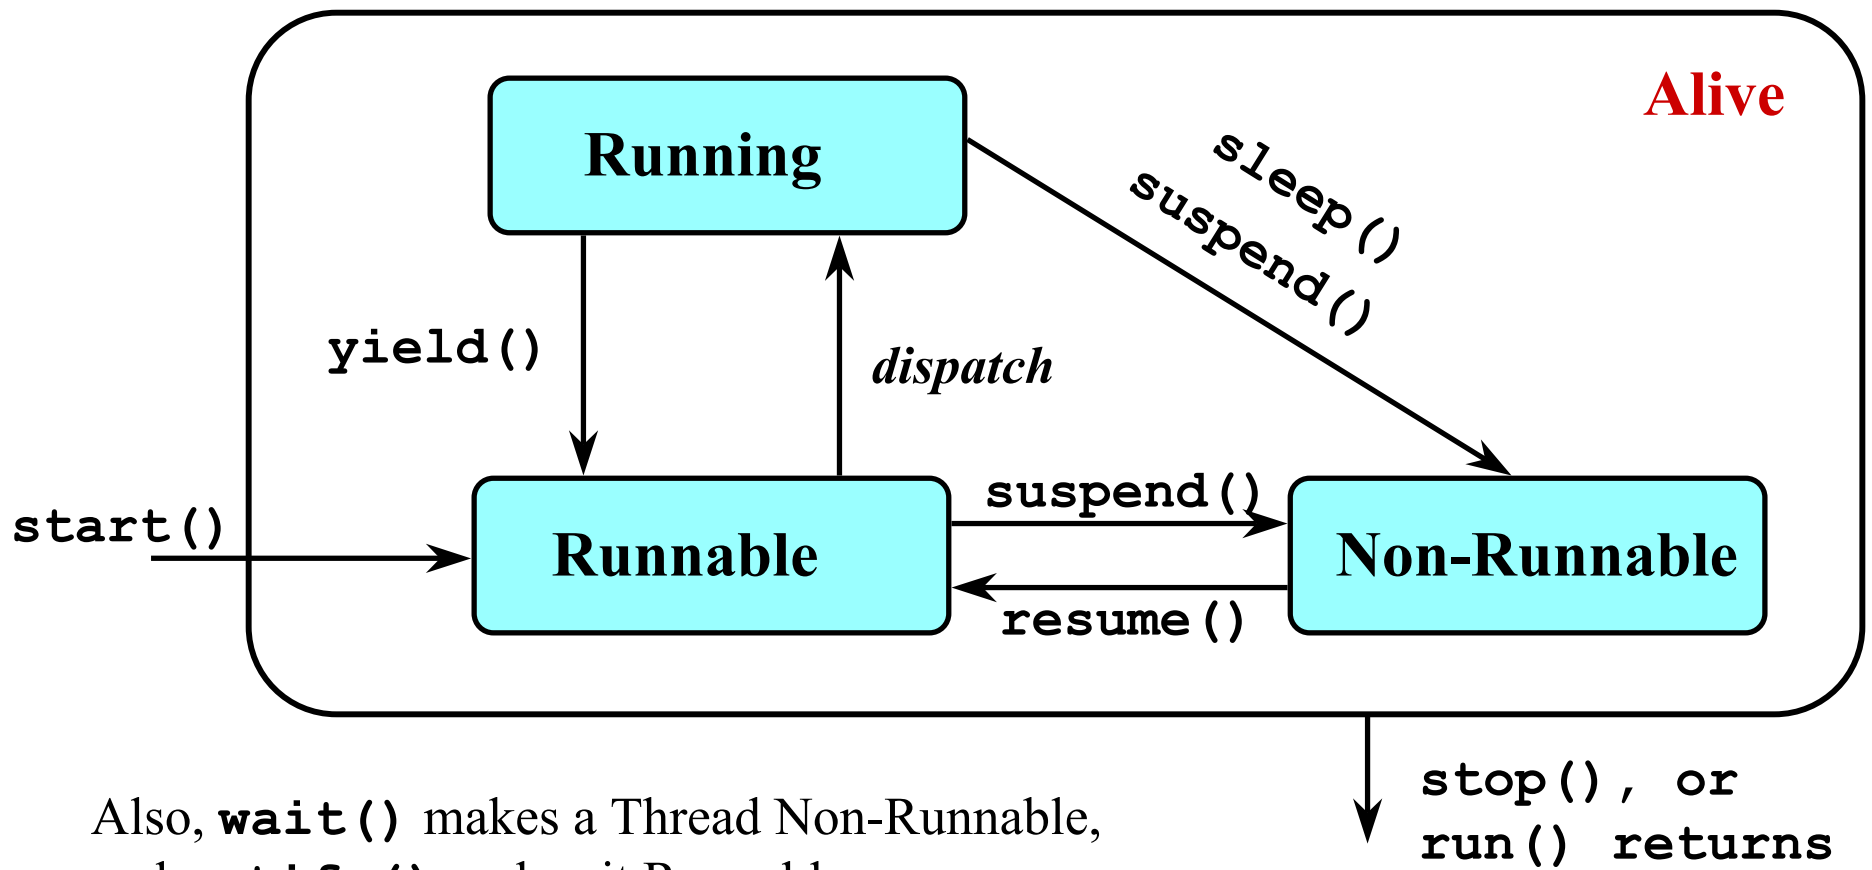 Alive
Running
sleep()
suspend()
yield()
dispatch
start()
Runnable
suspend()
resume()
Non-Runnable
stop(), or
run() returns
Also, wait() makes a Thread Non-Runnable,